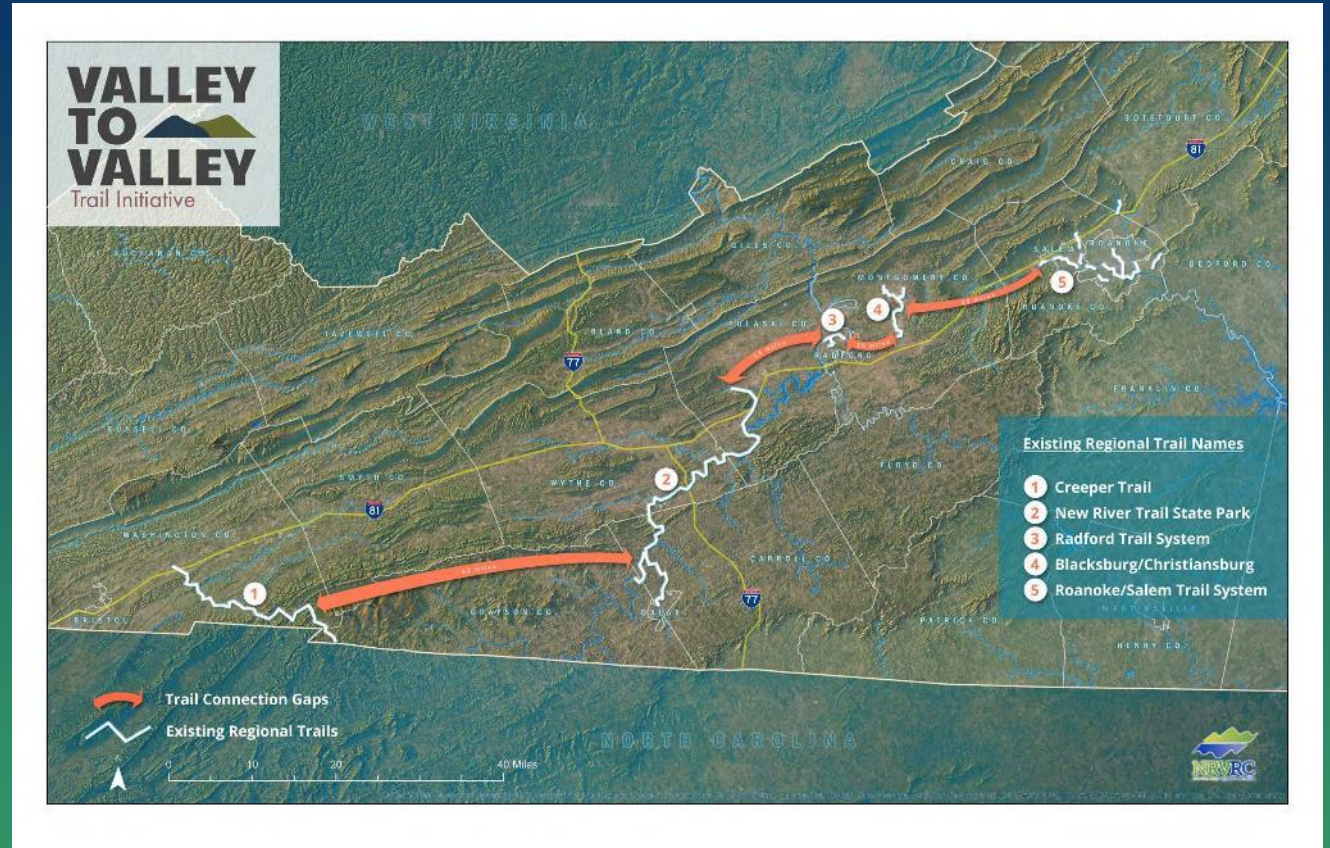 VALLEY
TO
VALLEY
Trail Initiative
WEST VIRGINIA
BOTETOURT CO.
81
CRAIG CO.
GILES CO.
SALEM
ROANOKE
BEDFORD CO.
BUCHANAN CO.
MONTGOMERY CO.
5
ROANOKE CO.
4
3
PULASKI CO.
TAZEWELL CO.
BLAND CO.
77
RADFORD
15 miles
FRANKLIN CO.
RUSSELL CO.
FLOYD CO.
SMYTH CO.
WYTHE CO.
2
81
WASHINGTON CO.
CARROLL CO.
1
GRAYSON CO.
GALAX
77
BRISTOL
PATRICK CO.
MARTINSVILLE
HENRY CO.
Existing Regional Trail Names
1 Creeper Trail
2 New River Trail State Park
3 Radford Trail System
4 Blacksburg/Christiansburg
5 Roanoke/Salem Trail System
Trail Connection Gaps
Existing Regional Trails
NORTH CAROLINA
N
0 10 20 40 Miles
NRVRC